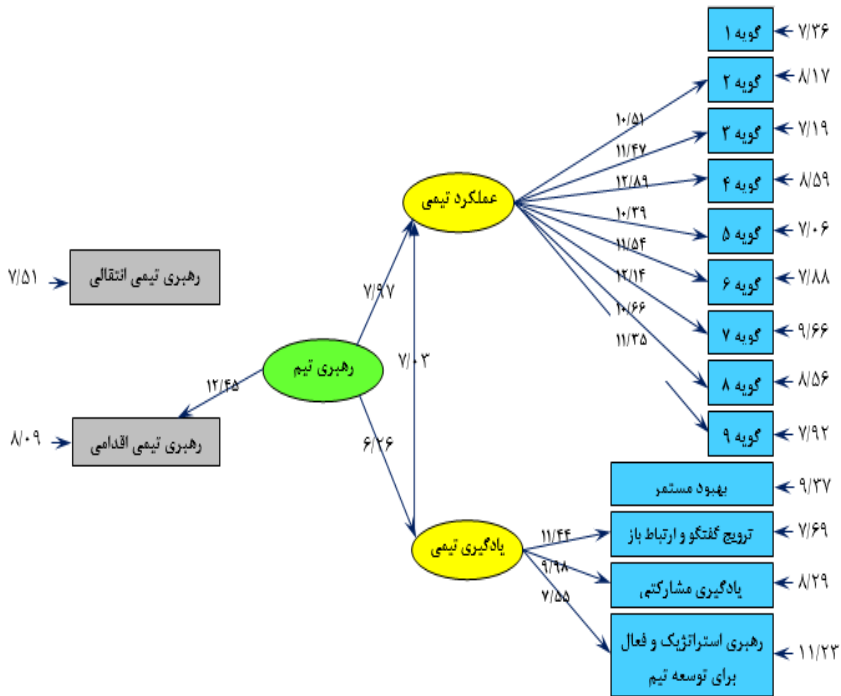 گویه ۱
۷/۳۶
گویه ۲
۸/۱۷
گویه ۳
۷/۱۹
گویه ۴
۸/۵۹
گویه ۵
۷/۰۶
گویه ۶
۷/۸۸
گویه ۷
۹/۶۶
گویه ۸
۸/۵۶
گویه ۹
۷/۹۲
۱۰/۵۱
۱۱/۴۷
۱۲/۸۹
۱۰/۳۹
۱۱/۵۴
۱۲/۱۴
۱۰/۶۶
۱۱/۳۵
عملکرد تیمی
۷/۹۷
۷/۰۳
رهبری تیم
۶/۲۶
۱۲/۴۵
رهبری تیمی انتقالی
۷/۵۱
رهبری تیمی اقدامی
۸/۰۹
یادگیری تیمی
۱۱/۴۴
۹/۹۸
۷/۵۵
بهبود مستمر
۹/۳۷
ترویج گفتگو و ارتباط باز
۷/۶۹
یادگیری مشارکتی
۸/۲۹
رهبری استراتژیک و فعال
برای توسعه تیم
۱۱/۲۳